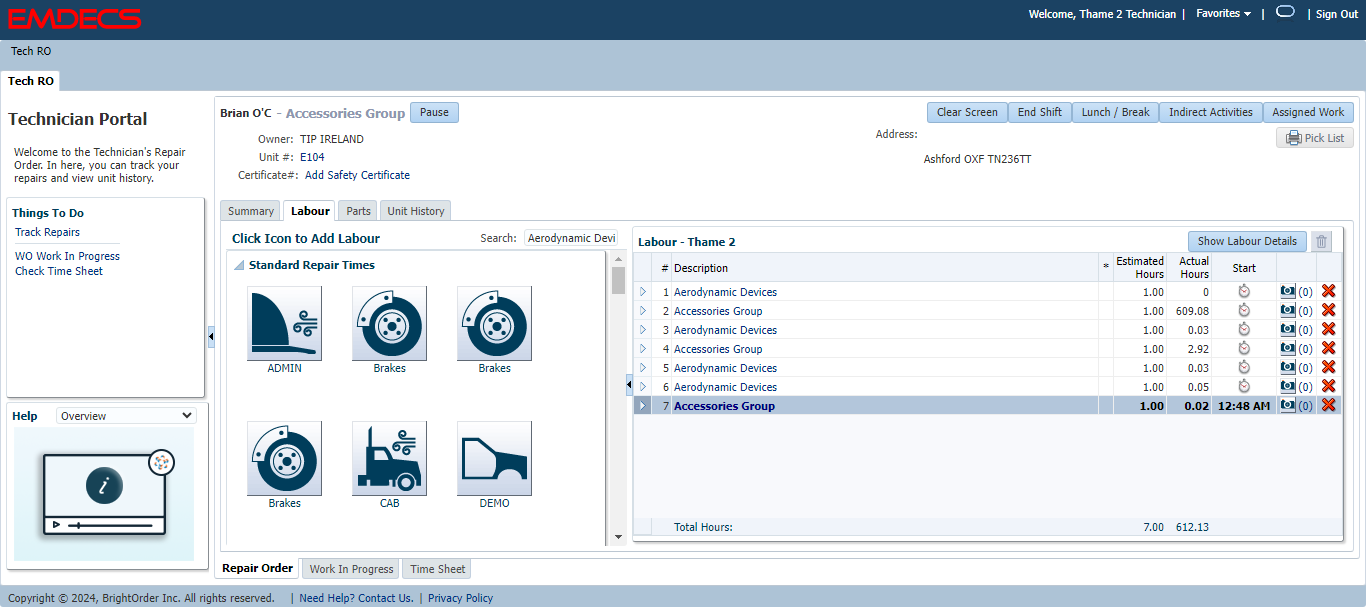 EMDECS
Welcome, Thame 2 Technician | Favorites | | Sign Out
Tech RO
Tech RO
Technician Portal
Welcome to the Technician's Repair
Order. In here, you can track your
repairs and view unit history.
Things To Do
Track Repairs
WO Work In Progress
Check Time Sheet
Help Overview
i
Brian O'C - Accessories Group Pause
Clear Screen End Shift Lunch / Break Indirect Activities Assigned Work
Pick List
Owner: TIP IRELAND
Unit #: E104
Certificate#: Add Safety Certificate
Address:
Ashford OXF TN236TT
Summary Labour Parts Unit History
Click Icon to Add Labour Search: Aerodynamic Devi
Standard Repair Times
ADMIN Brakes Brakes
Brakes CAB DEMO
Labour - Thame 2 Show Labour Details
# Description * Estimated Hours Actual Hours Start
1 Aerodynamic Devices 1.00 0 (0)
2 Accessories Group 1.00 609.08 (0)
3 Aerodynamic Devices 1.00 0.03 (0)
4 Accessories Group 1.00 2.92 (0)
5 Aerodynamic Devices 1.00 0.03 (0)
6 Aerodynamic Devices 1.00 0.05 (0)
7 Accessories Group 1.00 0.02 12:48 AM (0)
Total Hours: 7.00 612.13
Repair Order Work In Progress Time Sheet
Copyright © 2024, BrightOrder Inc. All rights reserved. | Need Help? Contact Us. | Privacy Policy